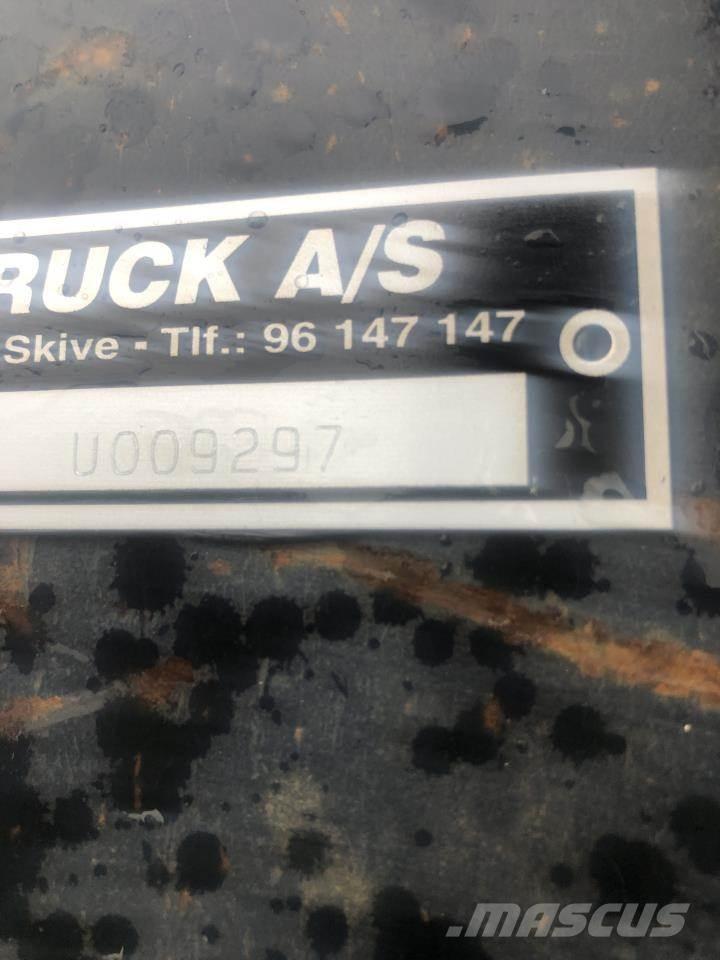 RUCK A/S
Skive - Tlf.: 96 147 147
U009297
MASCUS